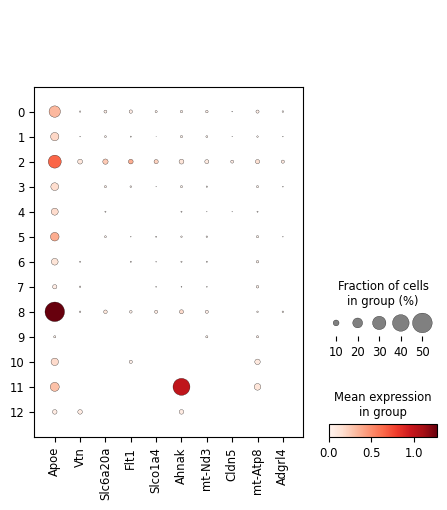 0
1
2
3
4
5
6
7
8
9
10
11
12
Apoe
Vtn
Slc6a20a
Flt1
Slco1a4
Ahnak
mt-Nd3
Cldn5
mt-Atp8
Adgrl4
Fraction of cells
in group (%)
10 20 30 40 50
Mean expression
in group
0.0 0.5 1.0